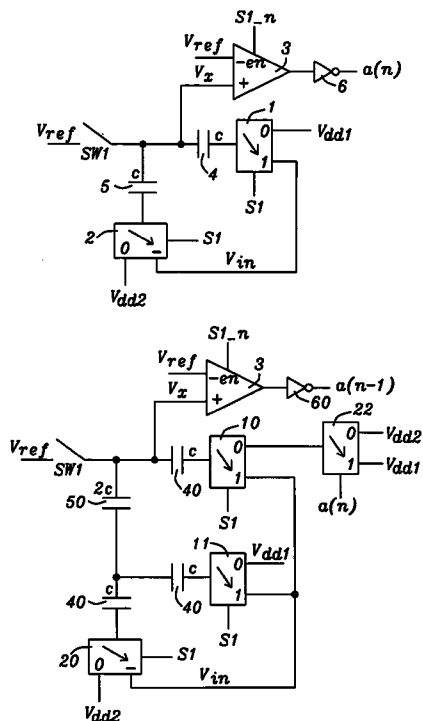 S1_n
Vref
-en
3
Vx
+
6
a(n)
1
Vref
SW1
c
4
0
Vdd1
1
c
5
S1
2
0
-
S1
Vin
Vdd2
S1_n
Vref
-en
3
Vx
+
60
a(n-1)
22
10
Vref
SW1
c
40
0
1
0
Vdd2
1
Vdd1
2c
50
S1
a(n)
11
c
40
c
40
0
Vdd1
1
20
0
-
S1
S1
Vin
Vdd2